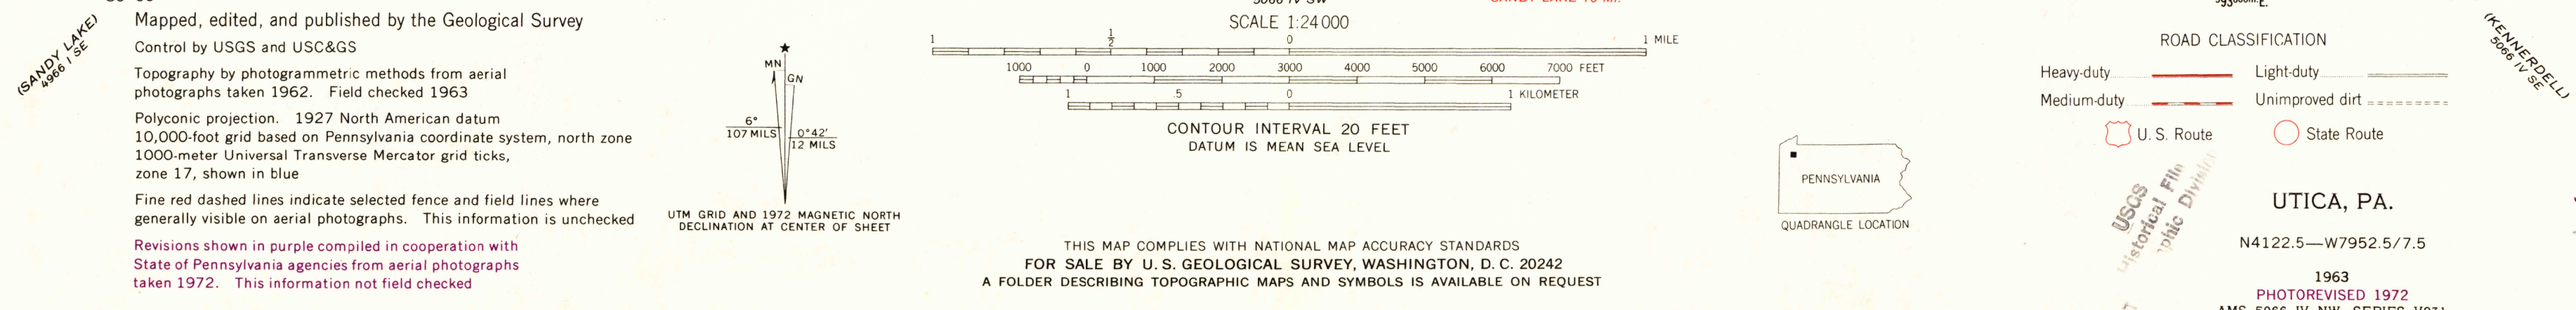 (SANDY LAKE)
4966 I SE
Mapped, edited, and published by the Geological Survey
Control by USGS and USC&GS
Topography by photogrammetric methods from aerial
photographs taken 1962. Field checked 1963
Polyconic projection. 1927 North American datum
10,000-foot grid based on Pennsylvania coordinate system, north zone
1000-meter Universal Transverse Mercator grid ticks,
zone 17, shown in blue
Fine red dashed lines indicate selected fence and field lines where
generally visible on aerial photographs. This information is unchecked
Revisions shown in purple compiled in cooperation with
State of Pennsylvania agencies from aerial photographs
taken 1972. This information not field checked
★
MN
GN
6°
107 MILS
0°42'
12 MILS
UTM GRID AND 1972 MAGNETIC NORTH
DECLINATION AT CENTER OF SHEET
SCALE 1:24 000
1 ½ 0 1 MILE
1000 0 1000 2000 3000 4000 5000 6000 7000 FEET
1 .5 0 1 KILOMETER
CONTOUR INTERVAL 20 FEET
DATUM IS MEAN SEA LEVEL
THIS MAP COMPLIES WITH NATIONAL MAP ACCURACY STANDARDS
FOR SALE BY U. S. GEOLOGICAL SURVEY, WASHINGTON, D. C. 20242
A FOLDER DESCRIBING TOPOGRAPHIC MAPS AND SYMBOLS IS AVAILABLE ON REQUEST
PENNSYLVANIA
QUADRANGLE LOCATION
ROAD CLASSIFICATION
Heavy-duty Light-duty
Medium-duty Unimproved dirt
U. S. Route State Route
USGS
Historical File
UTICA, PA.
N4122.5—W7952.5/7.5
1963
PHOTOREVISED 1972
(KENNERDELL)
5066 IV SE